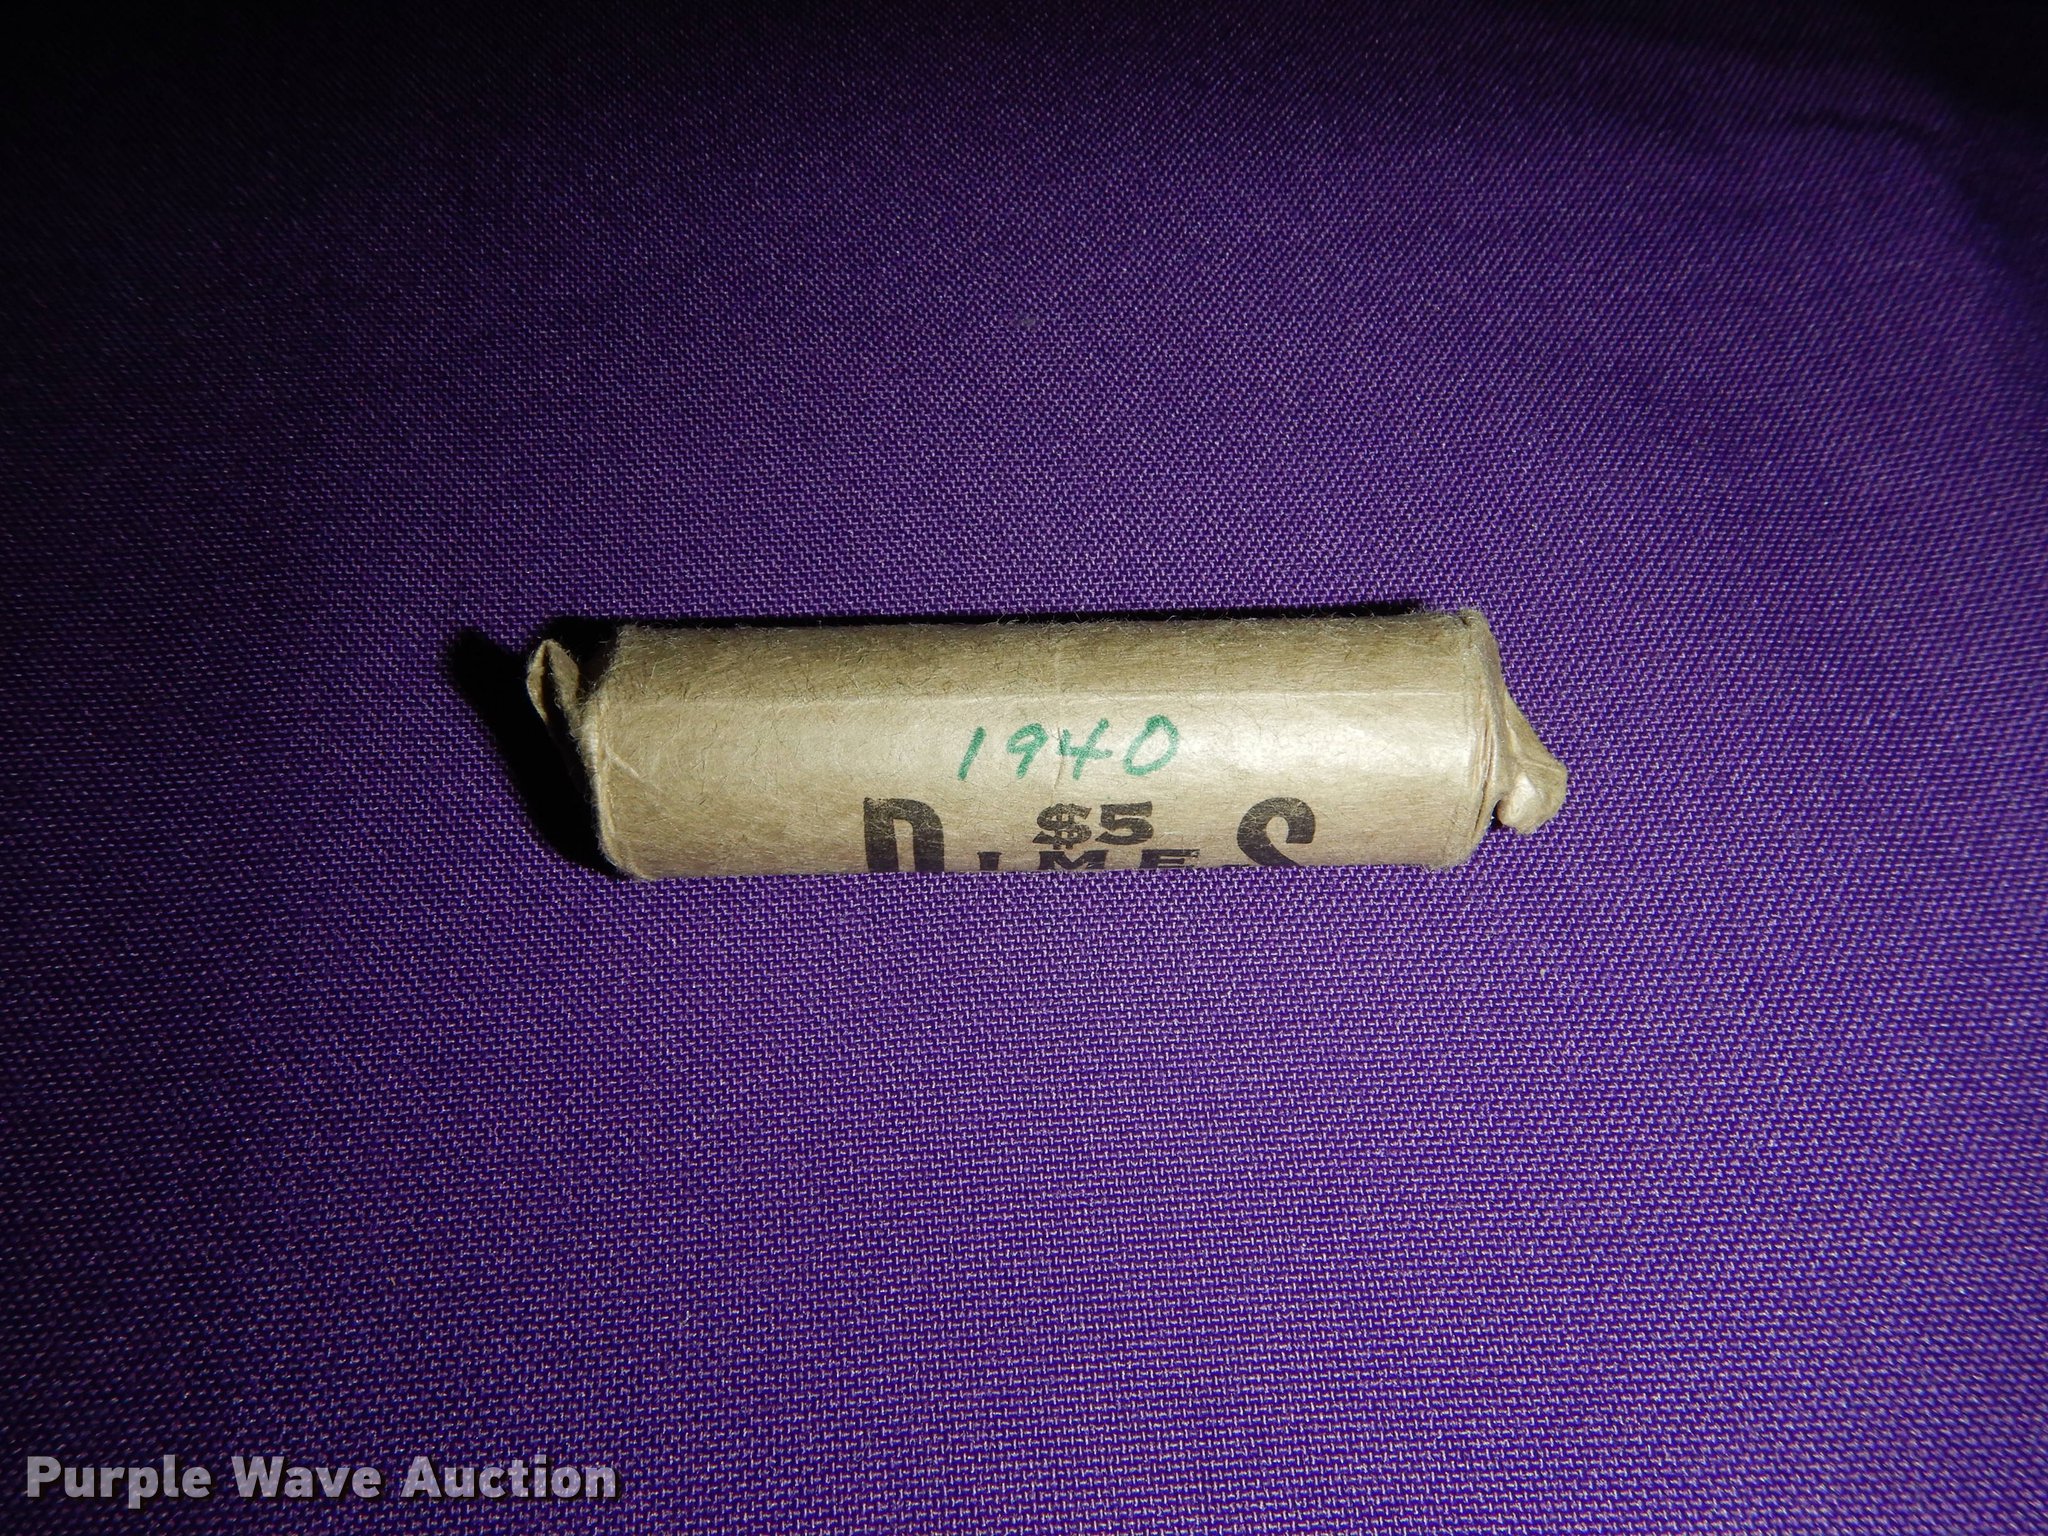 1940
$5
DIMES
Purple Wave Auction